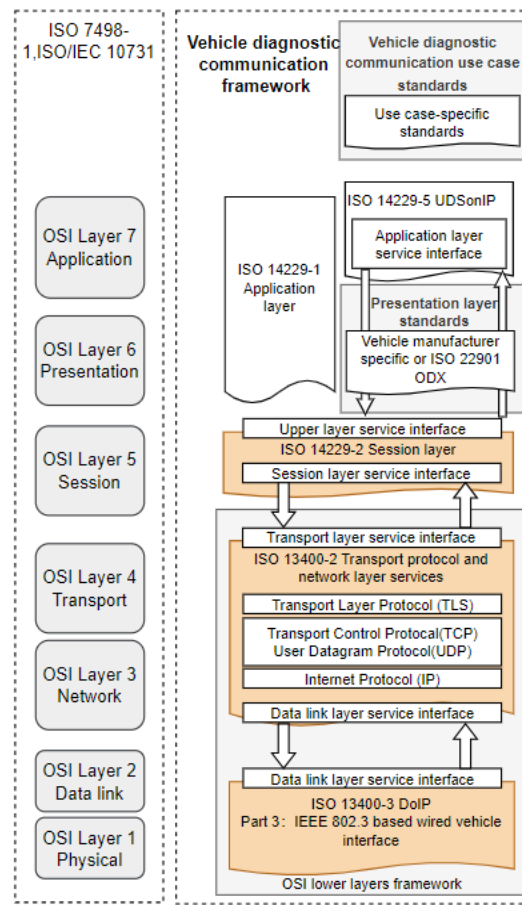 ISO 7498-
1,ISO/IEC 10731
OSI Layer 7
Application
OSI Layer 6
Presentation
OSI Layer 5
Session
OSI Layer 4
Transport
OSI Layer 3
Network
OSI Layer 2
Data link
OSI Layer 1
Physical
Vehicle diagnostic
communication
framework
Vehicle diagnostic
communication use case
standards
Use case-specific
standards
ISO 14229-1
Application
layer
ISO 14229-5 UDSonIP
Application layer
service interface
Presentation layer
standards
Vehicle manufacturer
specific or ISO 22901
ODX
Upper layer service interface
ISO 14229-2 Session layer
Session layer service interface
Transport layer service interface
ISO 13400-2 Transport protocol and
network layer services
Transport Layer Protocol (TLS)
Transport Control Protocal(TCP)
User Datagram Protocol(UDP)
Internet Protocol (IP)
Data link layer service interface
Data link layer service interface
ISO 13400-3 DoIP
Part 3： IEEE 802.3 based wired vehicle
interface
OSI lower layers framework